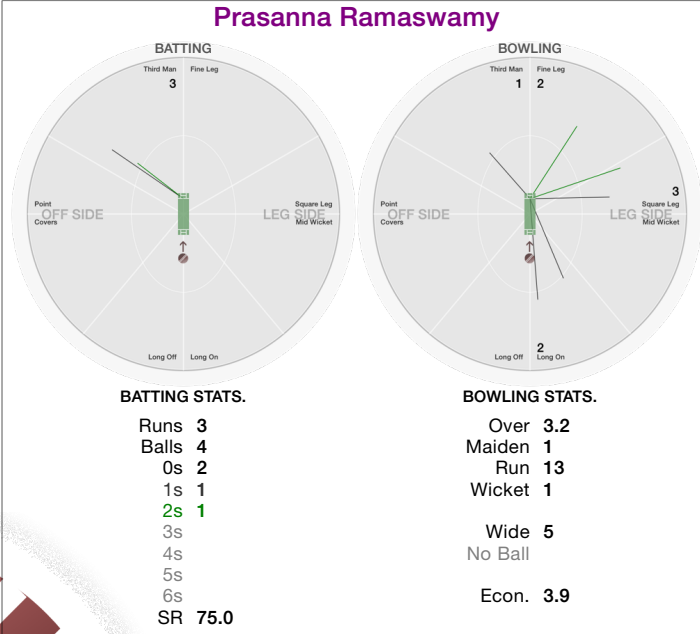 Prasanna Ramaswamy
BATTING
Third Man Fine Leg
3
Point
OFF SIDE
Covers
Square Leg
LEG SIDE
Mid Wicket
Long Off Long On
BOWLING
Third Man Fine Leg
1 2
Point
OFF SIDE
Covers
3
Square Leg
LEG SIDE
Mid Wicket
2
Long Off Long On
BATTING STATS.
Runs 3
Balls 4
0s 2
1s 1
2s 1
3s
4s
5s
6s
SR 75.0
BOWLING STATS.
Over 3.2
Maiden 1
Run 13
Wicket 1
Wide 5
No Ball
Econ. 3.9